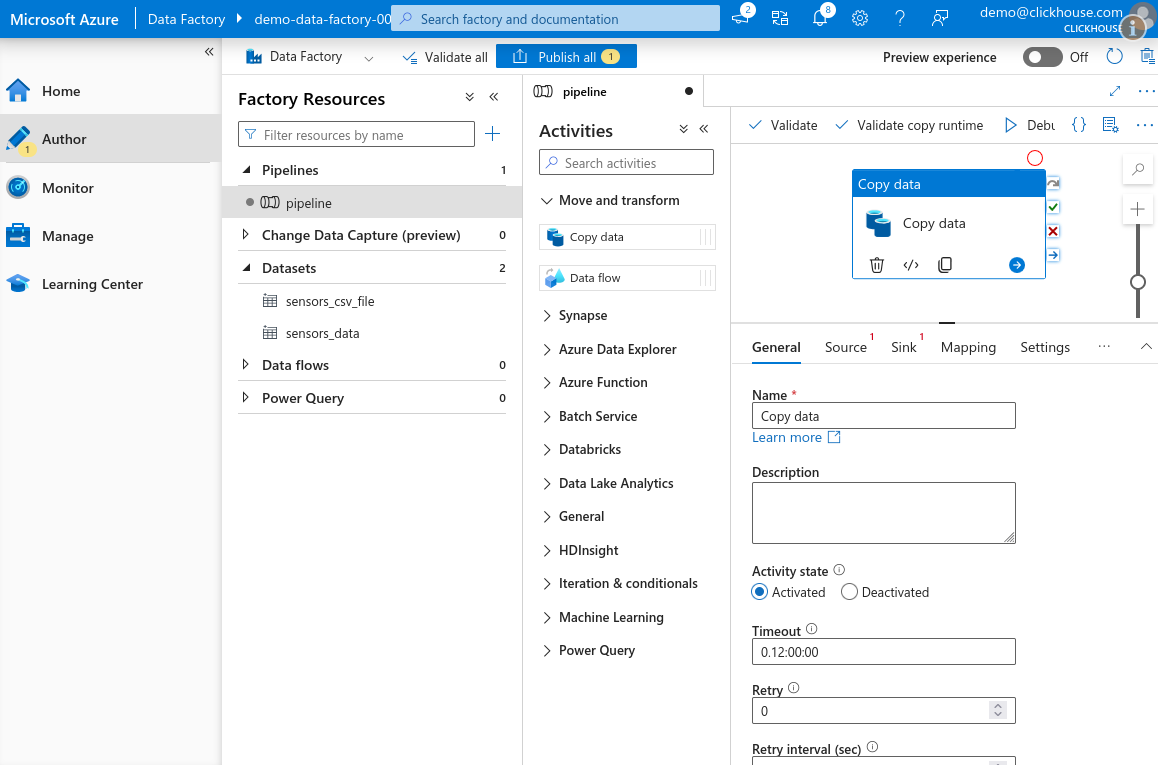 Microsoft Azure
Data Factory
demo-data-factory-00
Search factory and documentation
2
8
demo@clickhouse.com
CLICKHOUSE
Home
Author
1
Monitor
Manage
Learning Center
Data Factory
Validate all
Publish all
1
Preview experience
Off
Factory Resources
Filter resources by name
Pipelines 1
pipeline
Change Data Capture (preview) 0
Datasets 2
sensors_csv_file
sensors_data
Data flows 0
Power Query 0
pipeline
Activities
Search activities
Move and transform
Copy data
Data flow
Synapse
Azure Data Explorer
Azure Function
Batch Service
Databricks
Data Lake Analytics
General
HDInsight
Iteration & conditionals
Machine Learning
Power Query
Validate
Validate copy runtime
Debu
Copy data
Copy data
General
Source 1
Sink 1
Mapping
Settings
Name *
Copy data
Learn more
Description
Activity state
Activated
Deactivated
Timeout
0.12:00:00
Retry
0
Retry interval (sec)